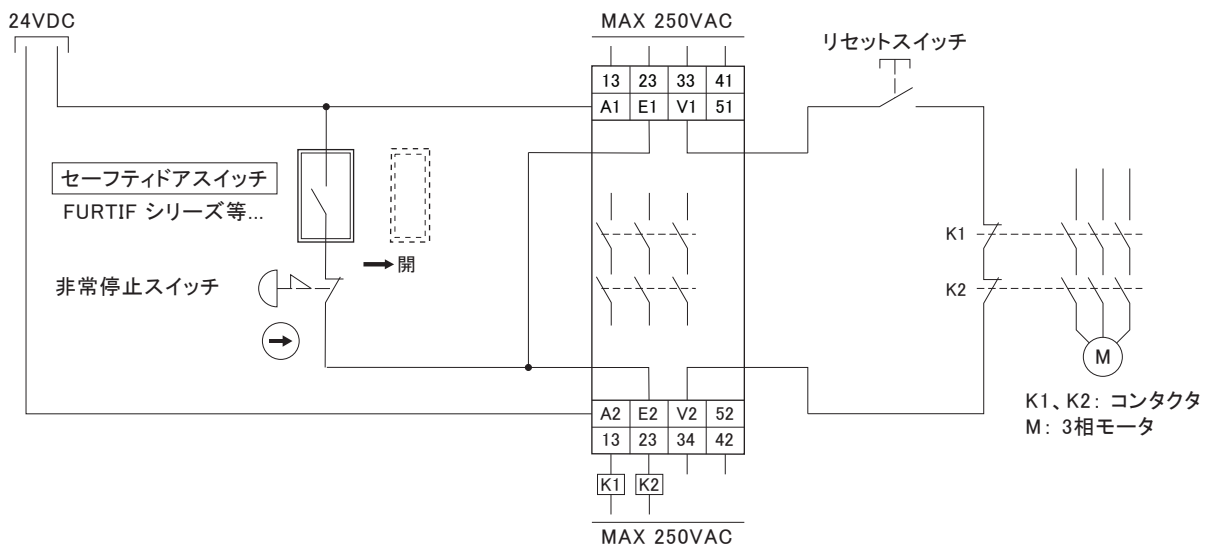 24VDC
MAX 250VAC
リセットスイッチ
13 23 33 41
A1 E1 V1 51
セーフティドアスイッチ
FURTIF シリーズ等...
開
非常停止スイッチ
K1
K2
M
A2 E2 V2 52
13 23 34 42
K1 K2
MAX 250VAC
K1、K2: コンタクタ
M: 3相モータ